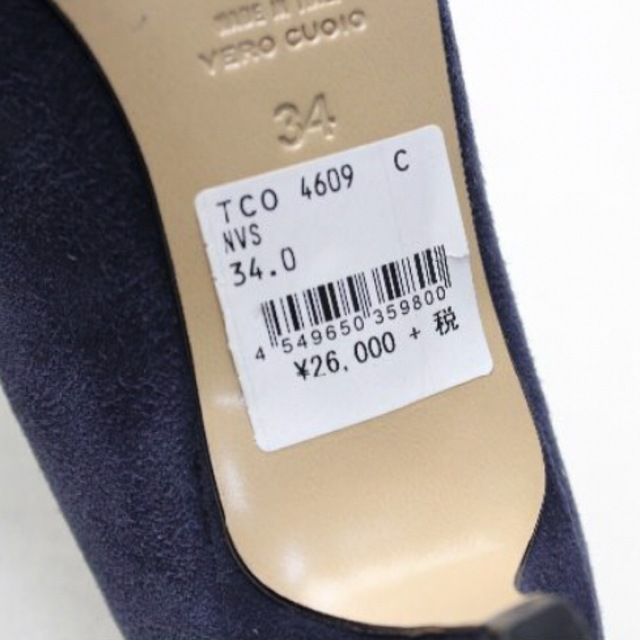 MADE IN ITALY
VERO CUOIO
34
TCO 4609 C
NVS
34.0
4 549650 359800
¥26,000 + 税